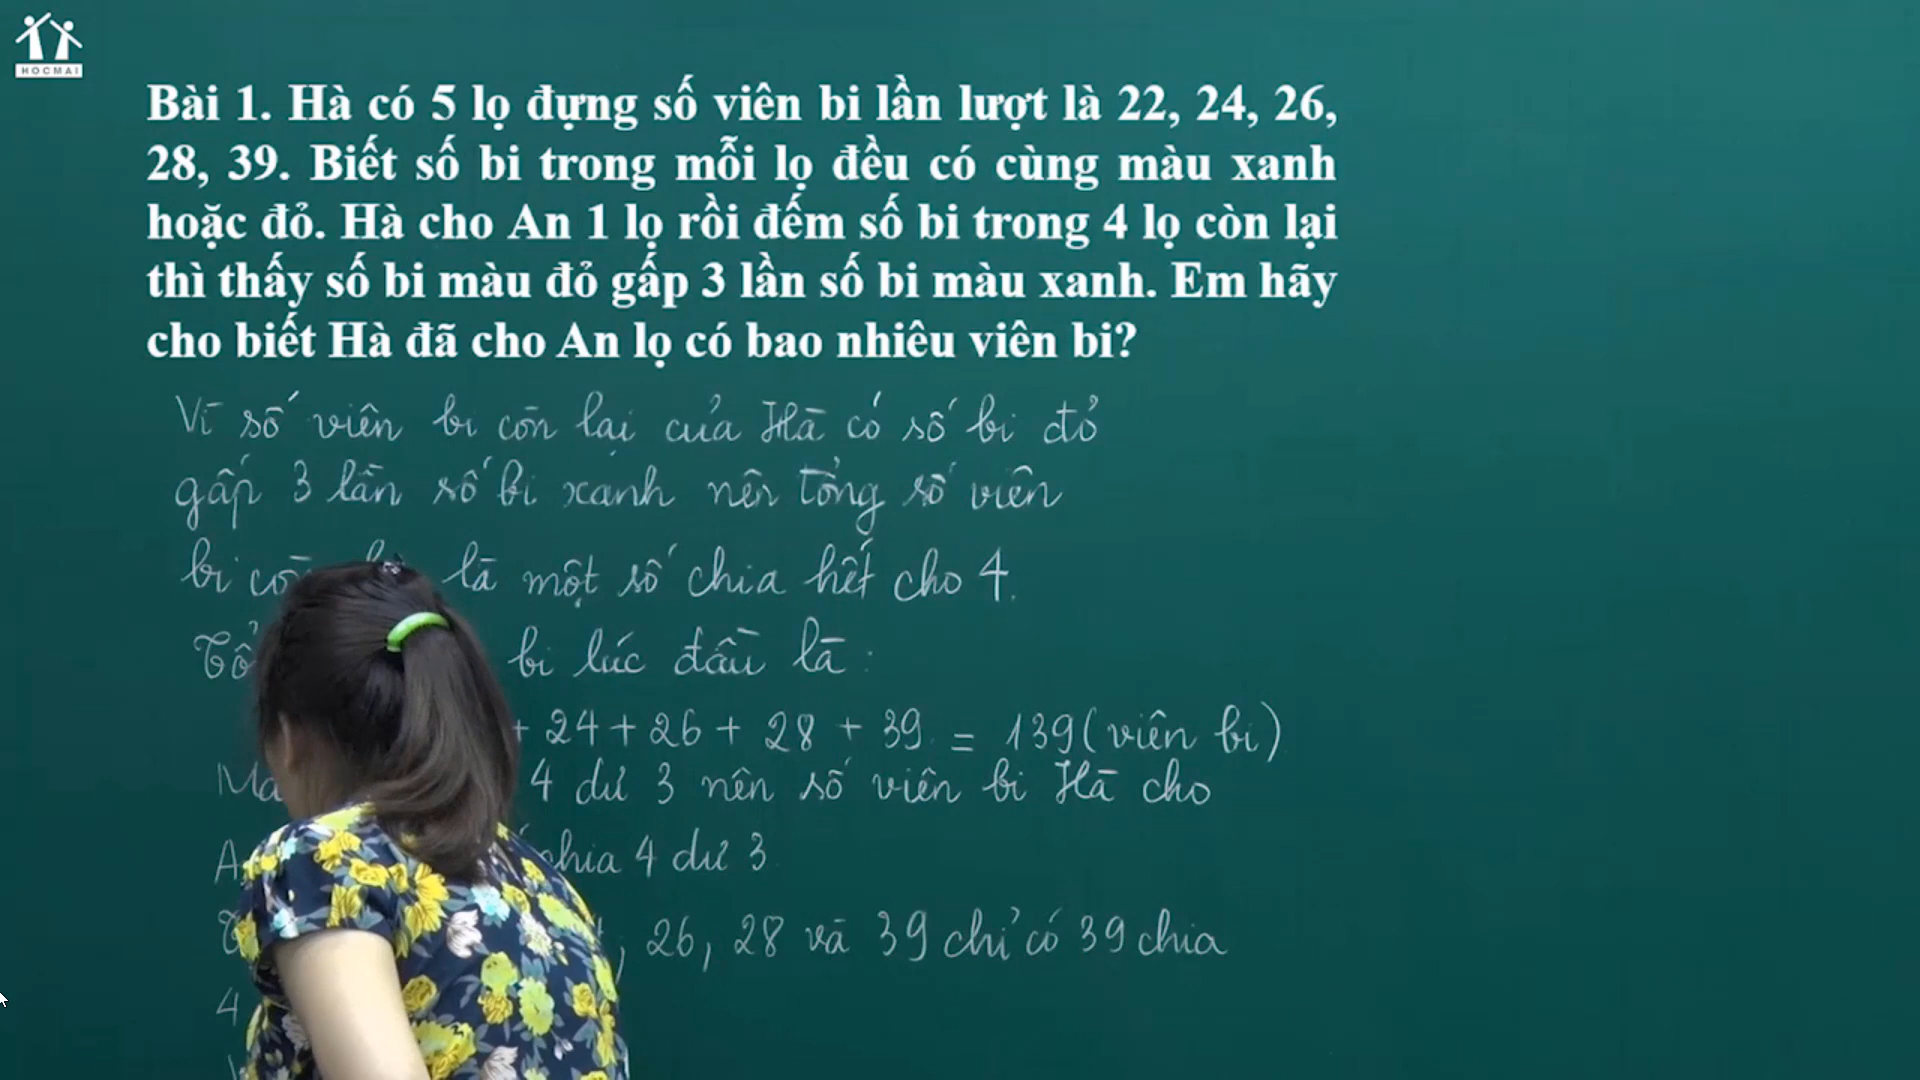 HOCMAI
Bài 1. Hà có 5 lọ đựng số viên bi lần lượt là 22, 24, 26,
28, 39. Biết số bi trong mỗi lọ đều có cùng màu xanh
hoặc đỏ. Hà cho An 1 lọ rồi đếm số bi trong 4 lọ còn lại
thì thấy số bi màu đỏ gấp 3 lần số bi màu xanh. Em hãy
cho biết Hà đã cho An lọ có bao nhiêu viên bi?
Vì số viên bi còn lại của Hà có số bi đỏ
gấp 3 lần số bi xanh nên tổng số viên
bi là một số chia hết cho 4.
bi lúc đầu là :
+ 24 + 26 + 28 + 39 = 139 (viên bi)
4 dư 3 nên số viên bi Hà cho
chia 4 dư 3
, 26, 28 và 39 chỉ có 39 chia
4